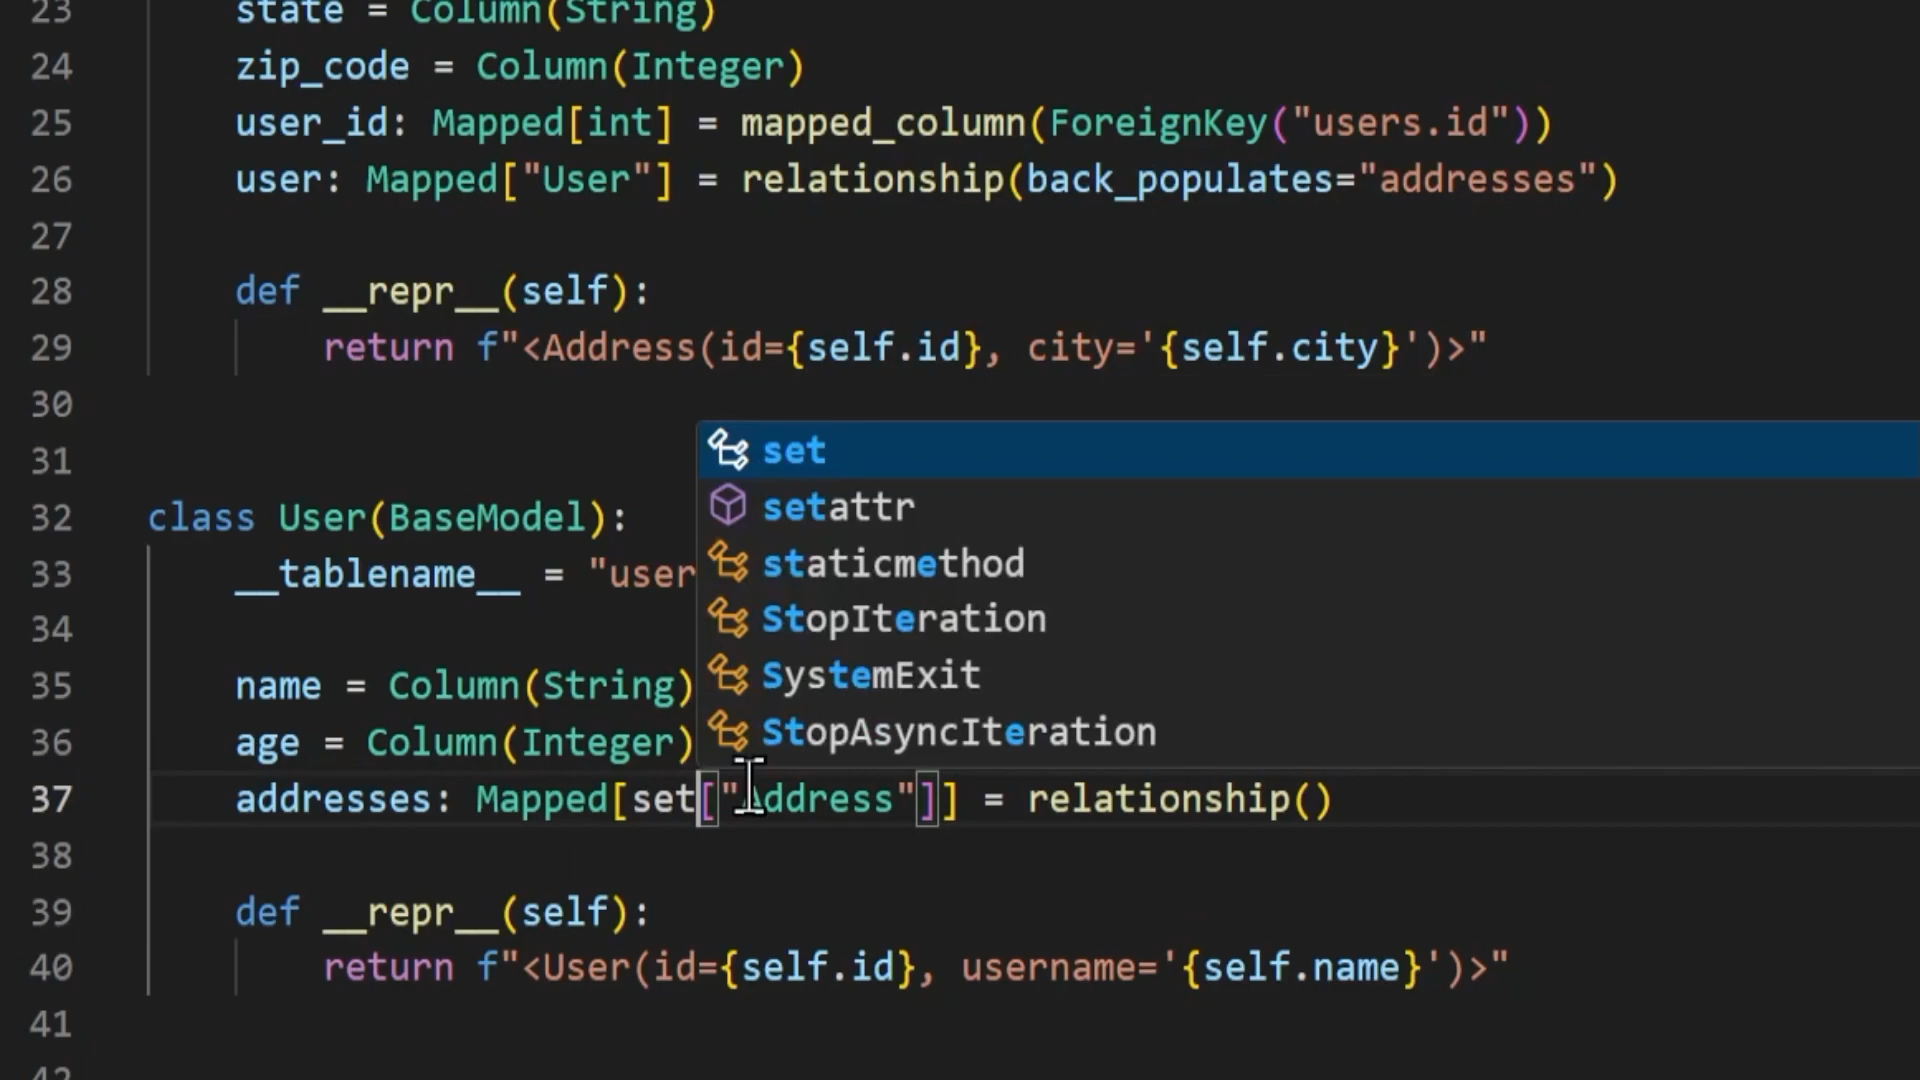 23 state = Column(String)
24 zip_code = Column(Integer)
25 user_id: Mapped[int] = mapped_column(ForeignKey("users.id"))
26 user: Mapped["User"] = relationship(back_populates="addresses")
27
28 def __repr__(self):
29 return f"<Address(id={self.id}, city='{self.city}')>"
30
set
31
setattr
32 class User(BaseModel):
staticmethod
33 __tablename__ = "user
StopIteration
34
SystemExit
35 name = Column(String)
StopAsyncIteration
36 age = Column(Integer)
37 addresses: Mapped[set["Address"]] = relationship()
38
39 def __repr__(self):
40 return f"<User(id={self.id}, username='{self.name}')>"
41
42